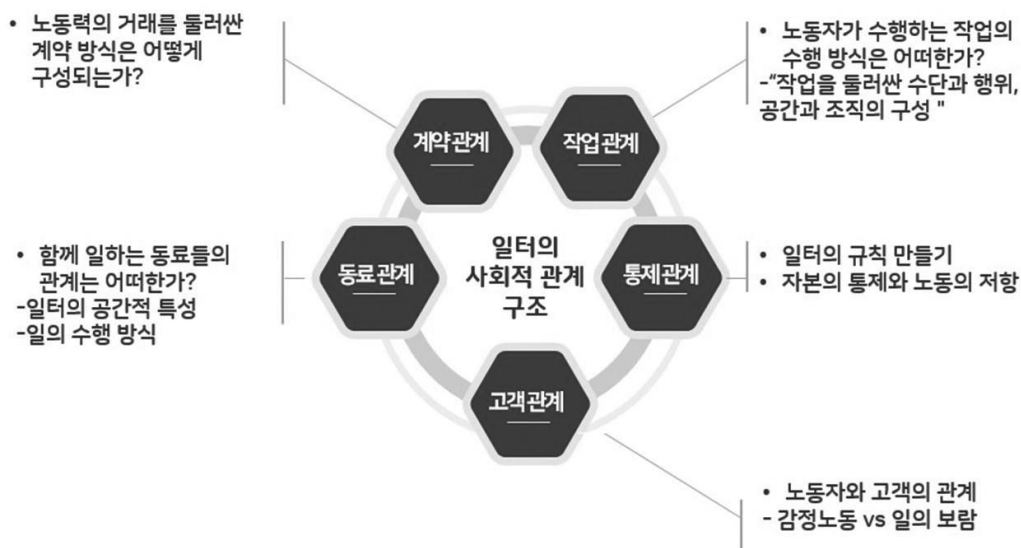 • 노동력의 거래를 둘러싼
계약 방식은 어떻게
구성되는가?
• 노동자가 수행하는 작업의
수행 방식은 어떠한가?
-“작업을 둘러싼 수단과 행위,
공간과 조직의 구성 "
계약관계
작업관계
• 함께 일하는 동료들의
관계는 어떠한가?
-일터의 공간적 특성
-일의 수행 방식
동료관계
일터의
사회적 관계
구조
통제관계
• 일터의 규칙 만들기
• 자본의 통제와 노동의 저항
고객관계
• 노동자와 고객의 관계
- 감정노동 vs 일의 보람